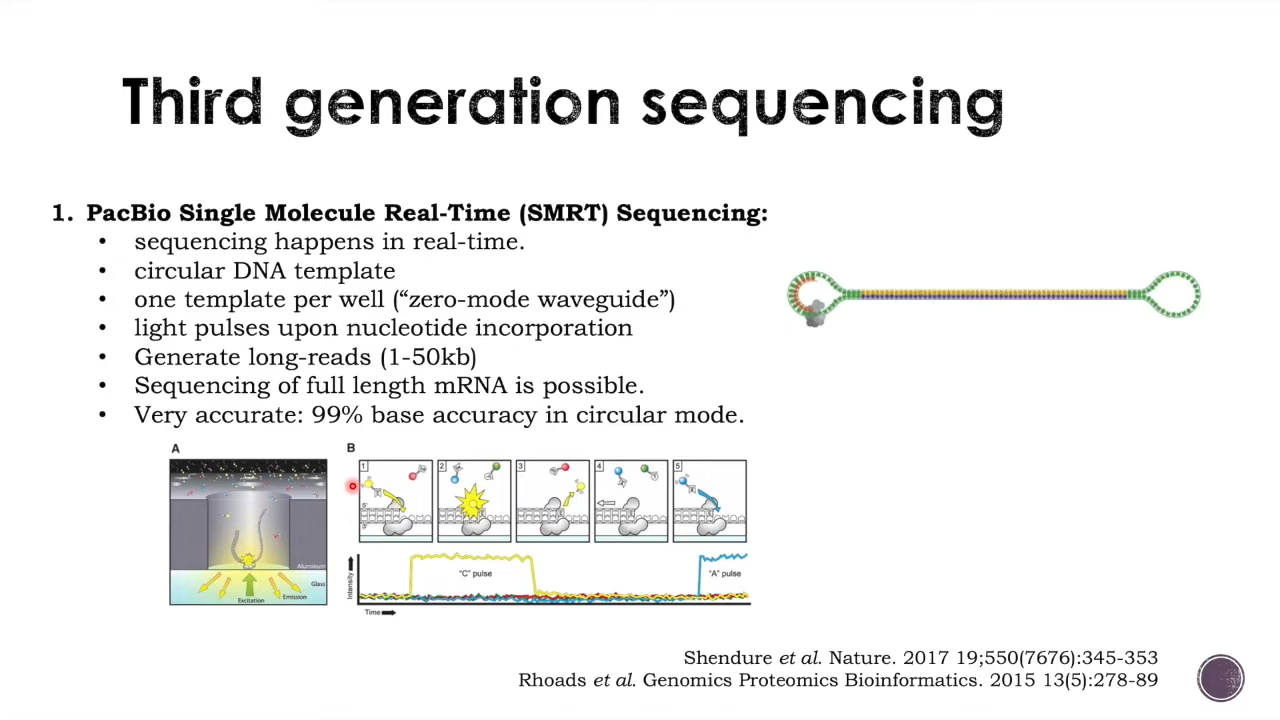 Third generation sequencing
1. PacBio Single Molecule Real-Time (SMRT) Sequencing:
• sequencing happens in real-time.
• circular DNA template
• one template per well (“zero-mode waveguide”)
• light pulses upon nucleotide incorporation
• Generate long-reads (1-50kb)
• Sequencing of full length mRNA is possible.
• Very accurate: 99% base accuracy in circular mode.
A
Aluminum
Glass
Excitation
Emission
B
1
2
3
4
5
Intensity
"C" pulse
"A" pulse
Time
Shendure et al. Nature. 2017 19;550(7676):345-353
Rhoads et al. Genomics Proteomics Bioinformatics. 2015 13(5):278-89